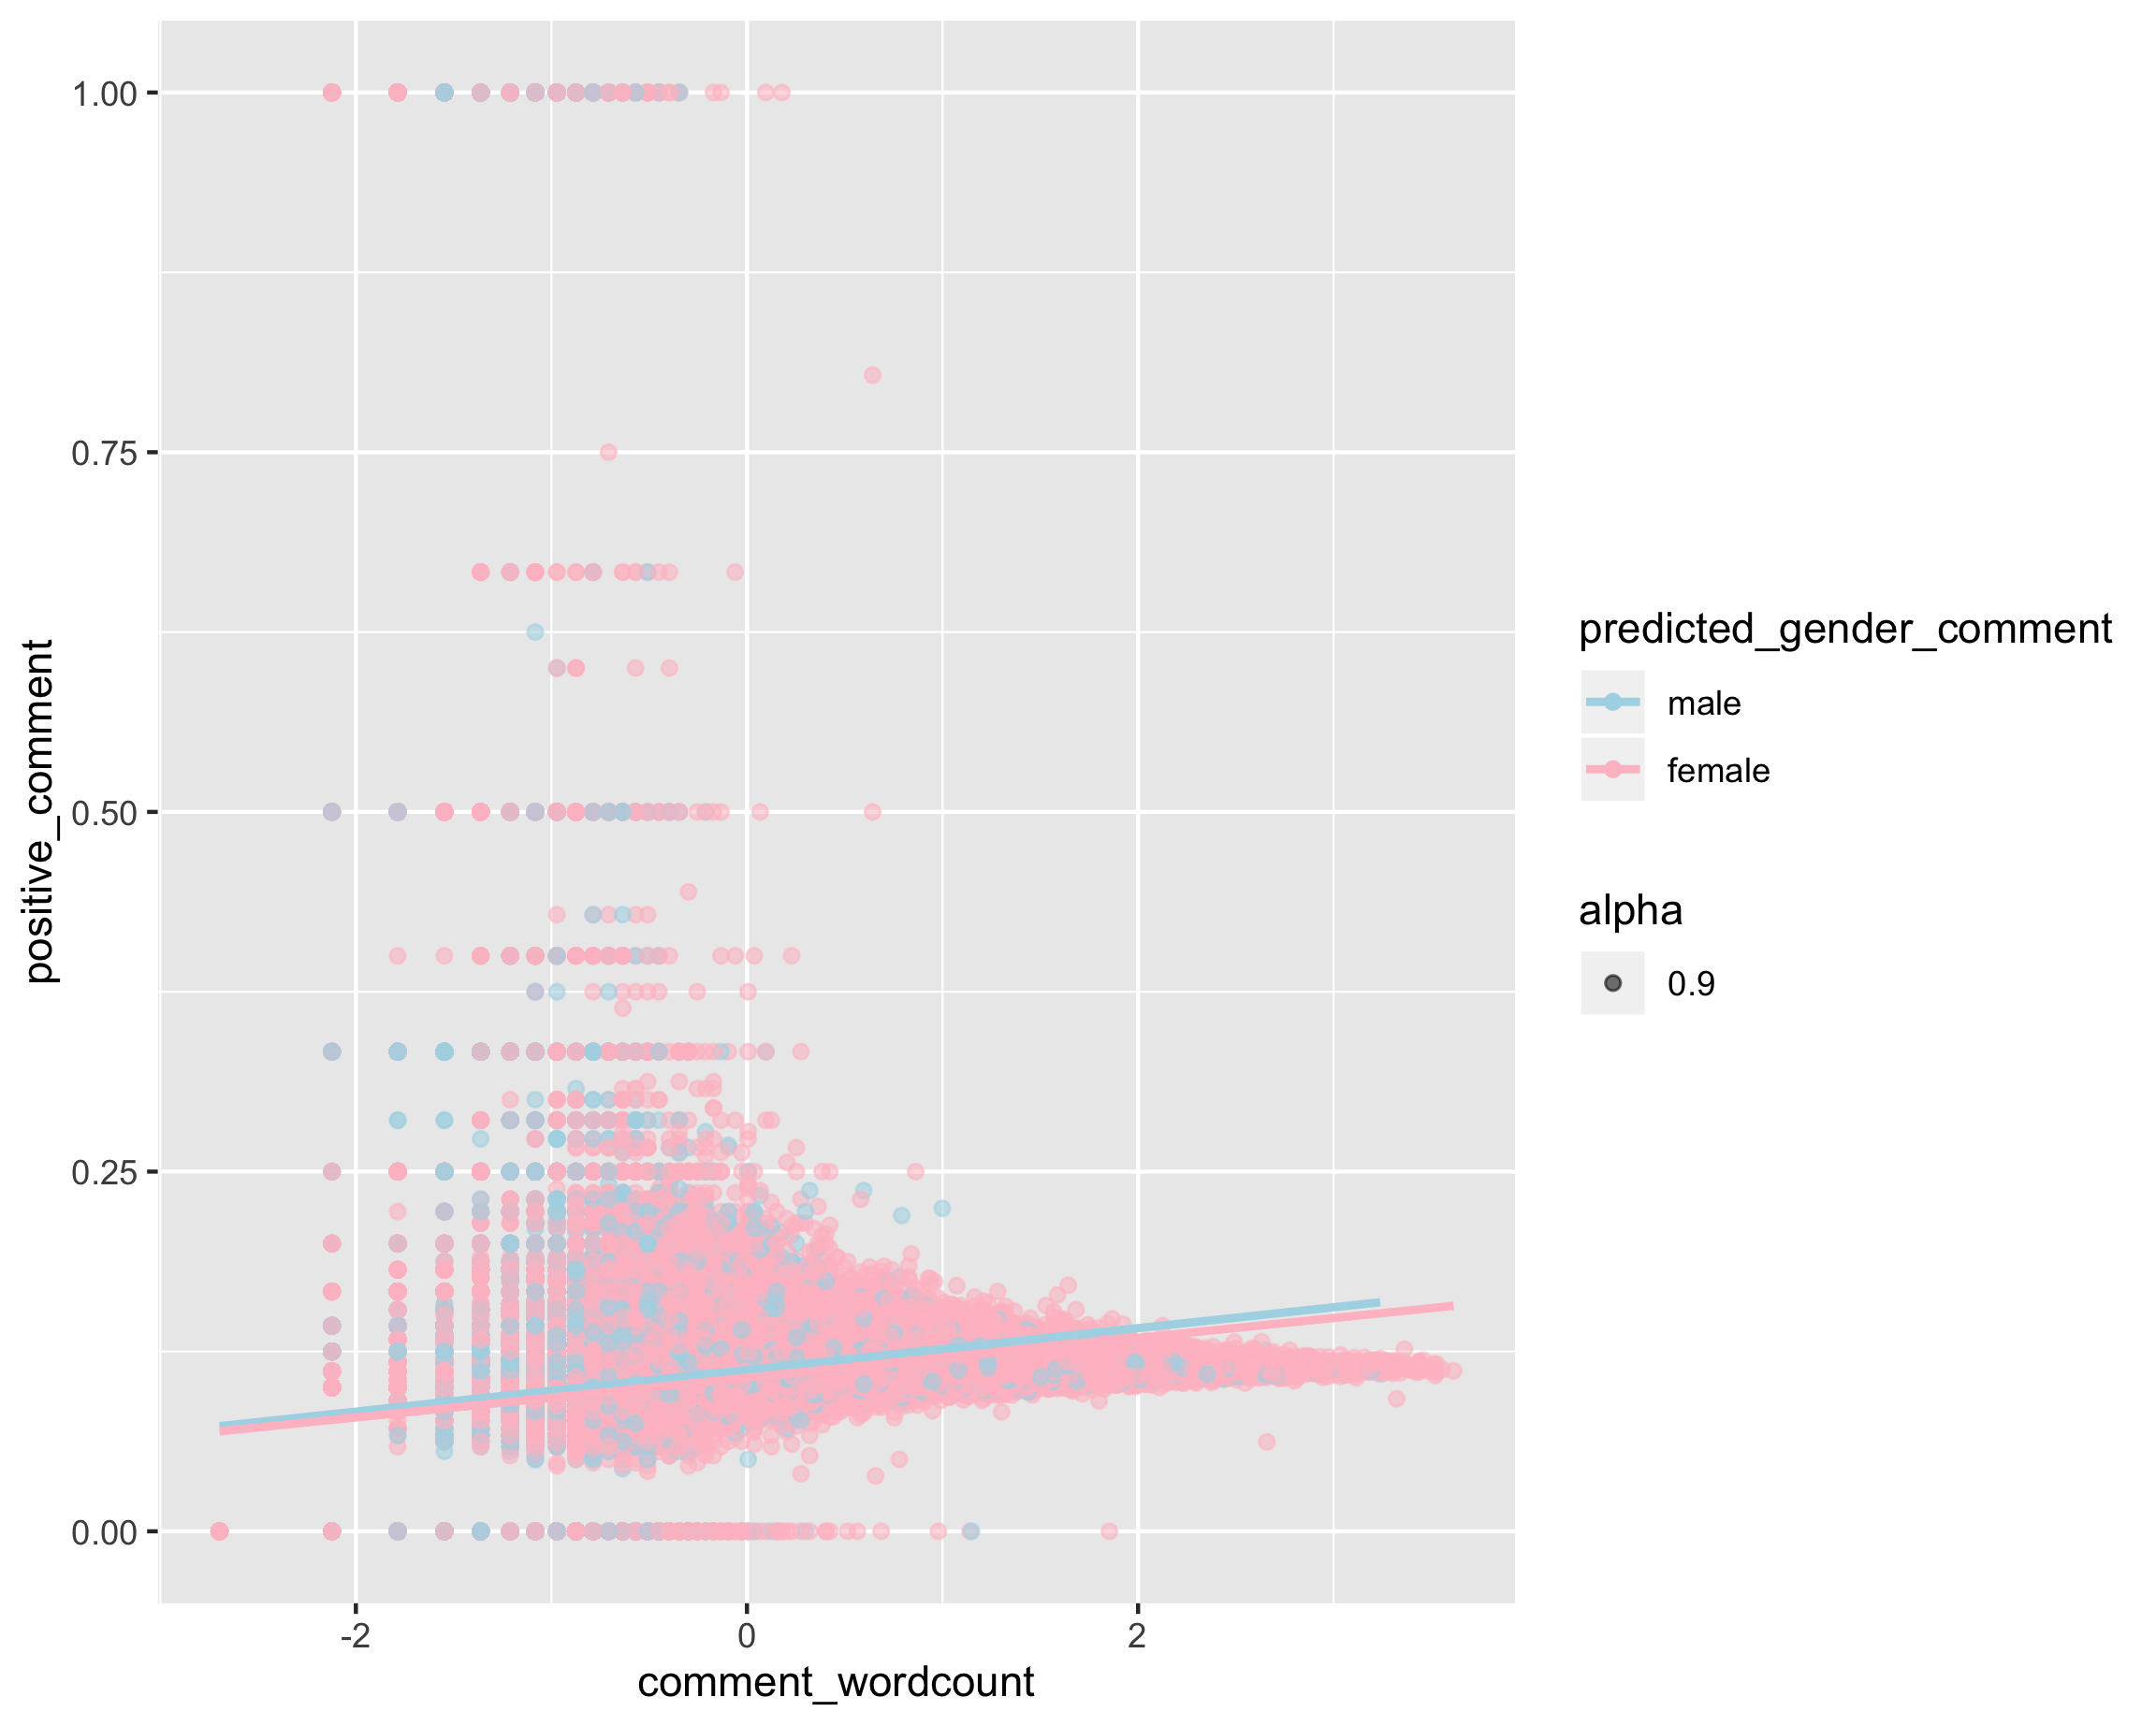 1.00
0.75
0.50
0.25
0.00
positive_comment
-2
0
2
comment_wordcount
predicted_gender_comment
male
female
alpha
0.9